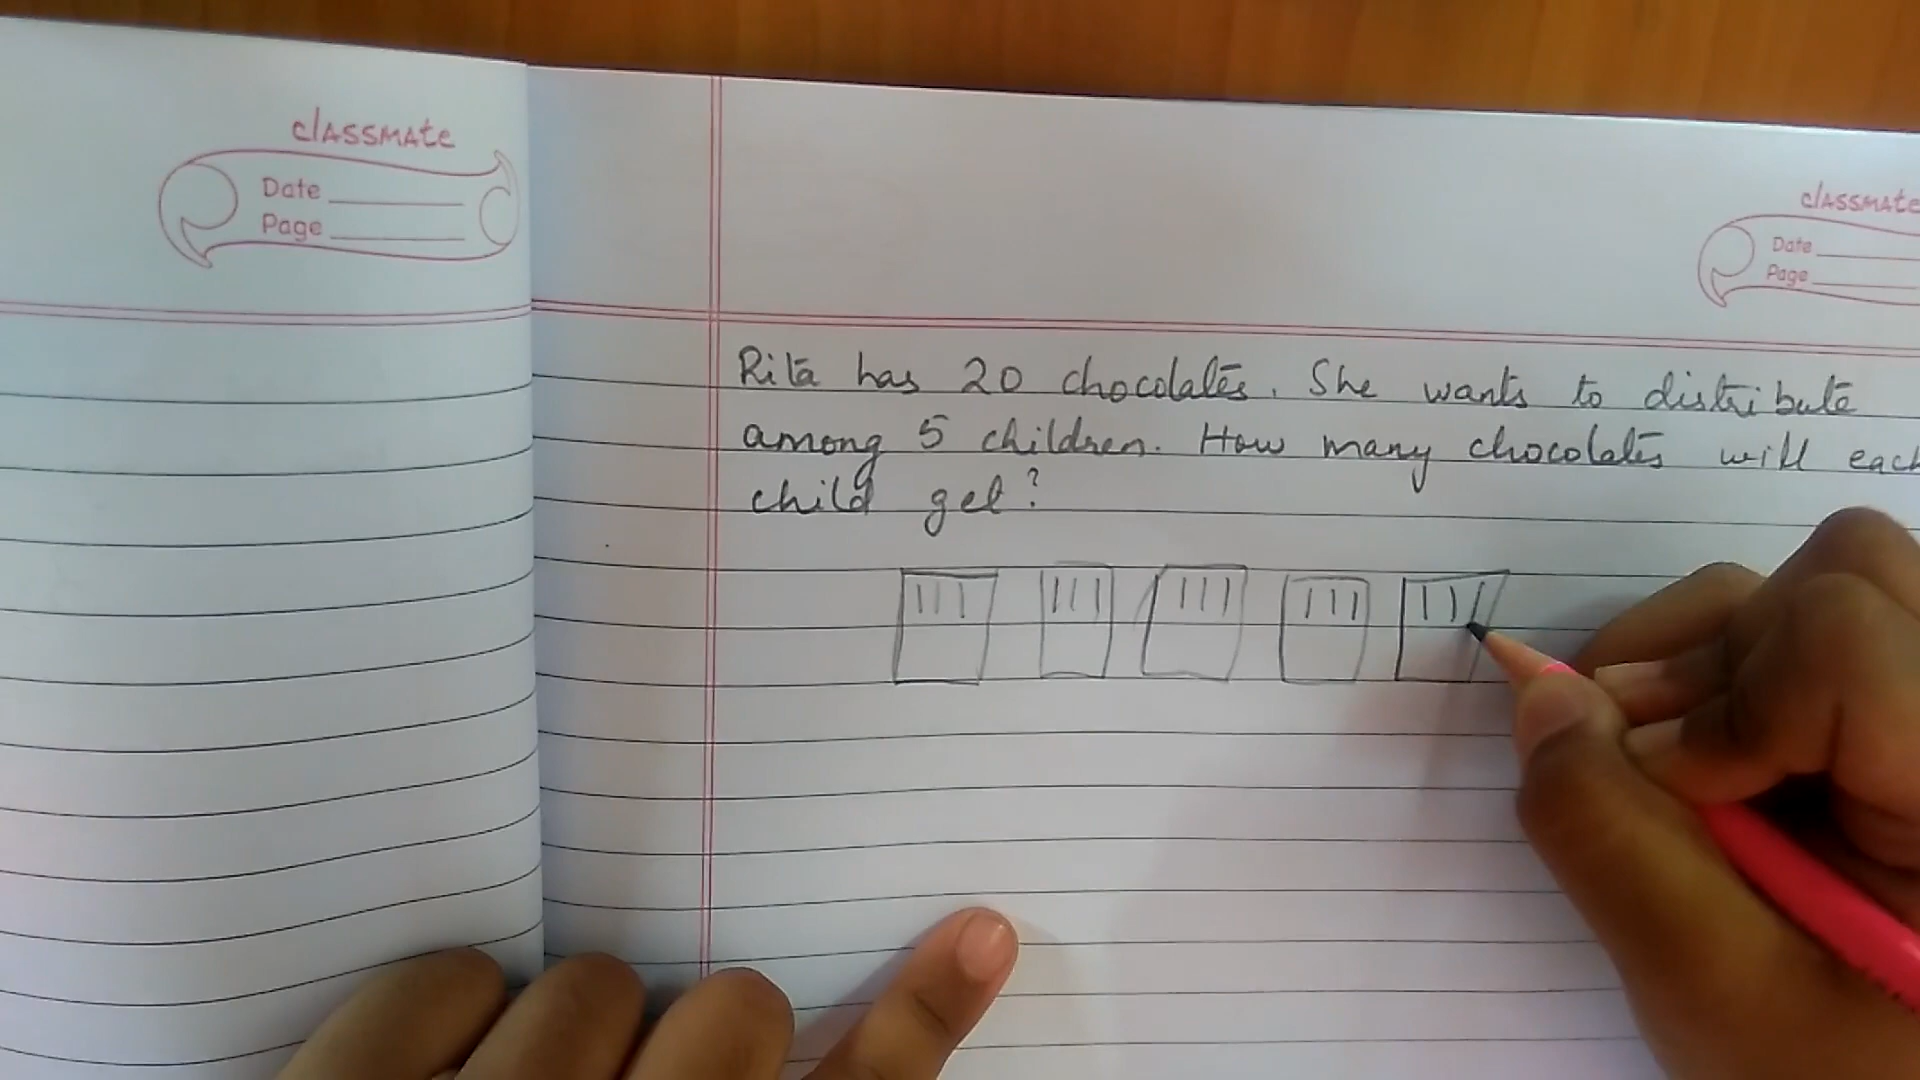 classmate
Date
Page
classmate
Date
Page
Rita has 20 chocolates. She wants to distribute
among 5 children. How many chocolates will each
child get?